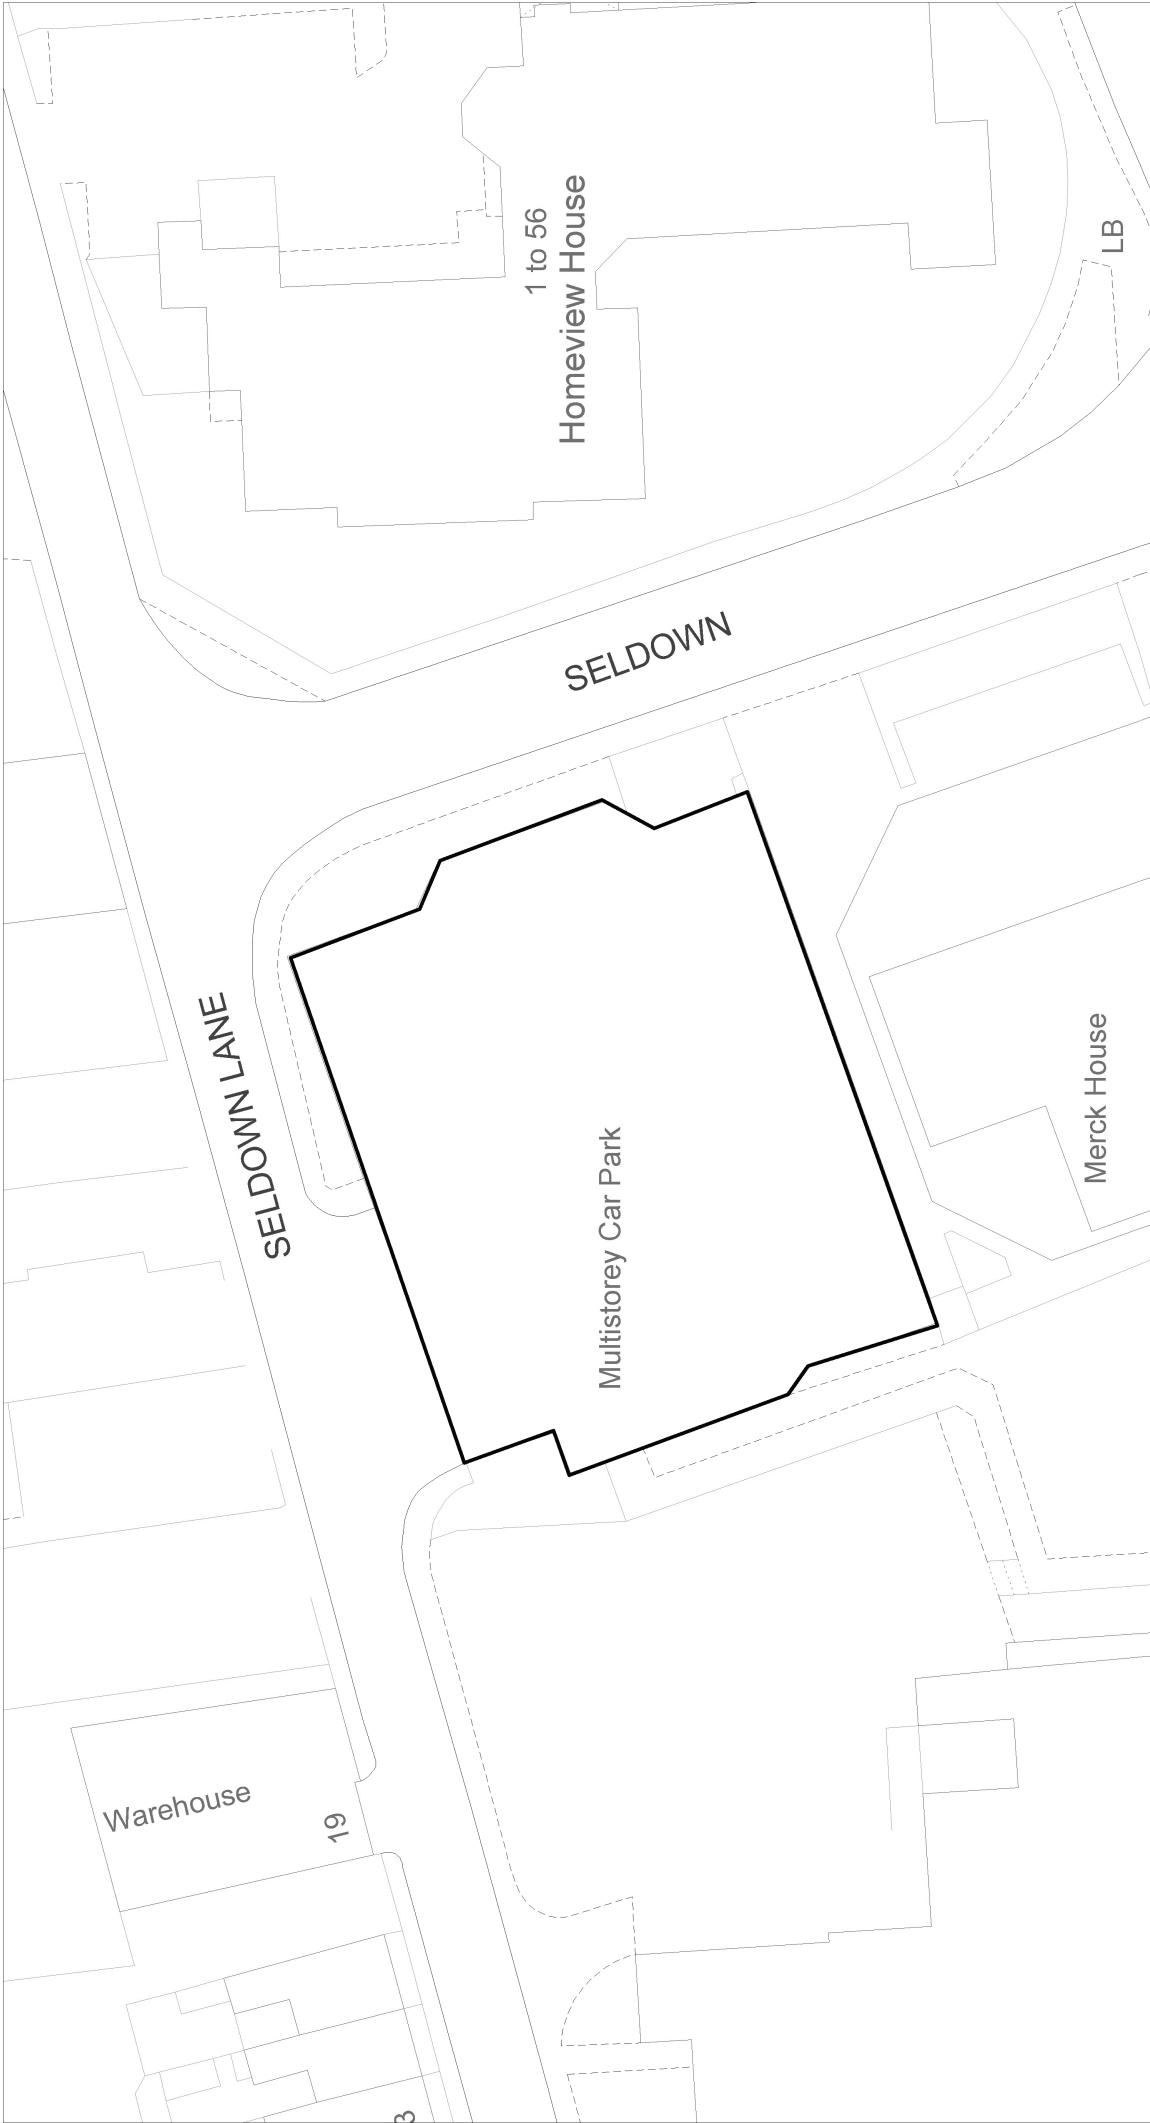 1 to 56
Homeview House
LB
SELDOWN
SELDOWN LANE
Multistorey Car Park
Merck House
Warehouse
19